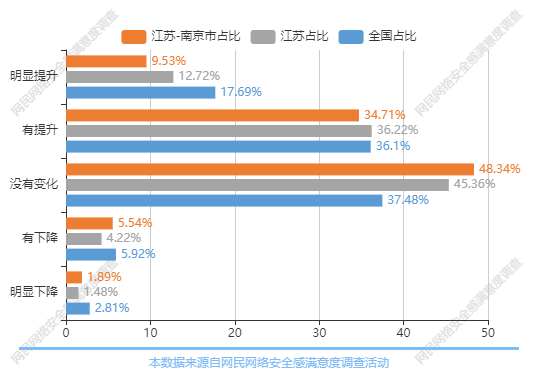 江苏-南京市占比 江苏占比 全国占比
明显提升 9.53%
12.72%
17.69%
有提升 34.71%
36.22%
36.1%
没有变化 48.34%
45.36%
37.48%
有下降 5.54%
4.22%
5.92%
明显下降 1.89%
1.48%
2.81%
0 10 20 30 40 50
本数据来源自网民网络安全感满意度调查活动
网民网络安全感满意度调查
网民网络安全感满意度调查
网民网络安全感满意度调查
网民网络安全感满意度调查